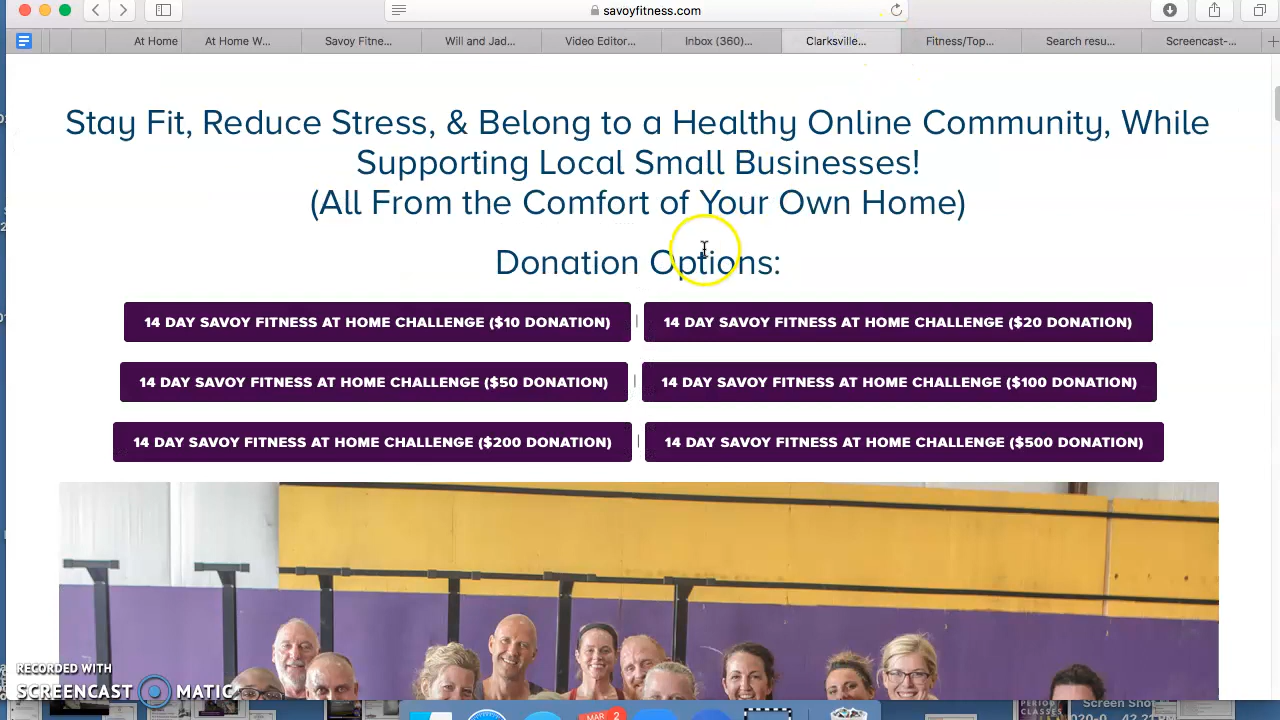 savoyfitness.com
At Home
At Home W...
Savoy Fitne...
Will and Jad...
Video Editor...
Inbox (360)...
Clarksville...
Fitness/Top...
Search resu...
Screencast-...
Stay Fit, Reduce Stress, & Belong to a Healthy Online Community, While
Supporting Local Small Businesses!
(All From the Comfort of Your Own Home)
Donation Options:
14 DAY SAVOY FITNESS AT HOME CHALLENGE ($10 DONATION) | 14 DAY SAVOY FITNESS AT HOME CHALLENGE ($20 DONATION)
14 DAY SAVOY FITNESS AT HOME CHALLENGE ($50 DONATION) | 14 DAY SAVOY FITNESS AT HOME CHALLENGE ($100 DONATION)
14 DAY SAVOY FITNESS AT HOME CHALLENGE ($200 DONATION) | 14 DAY SAVOY FITNESS AT HOME CHALLENGE ($500 DONATION)
RECORDED WITH
SCREENCAST MATIC
MAR
PERIOD
CLASSES
Screen Shot